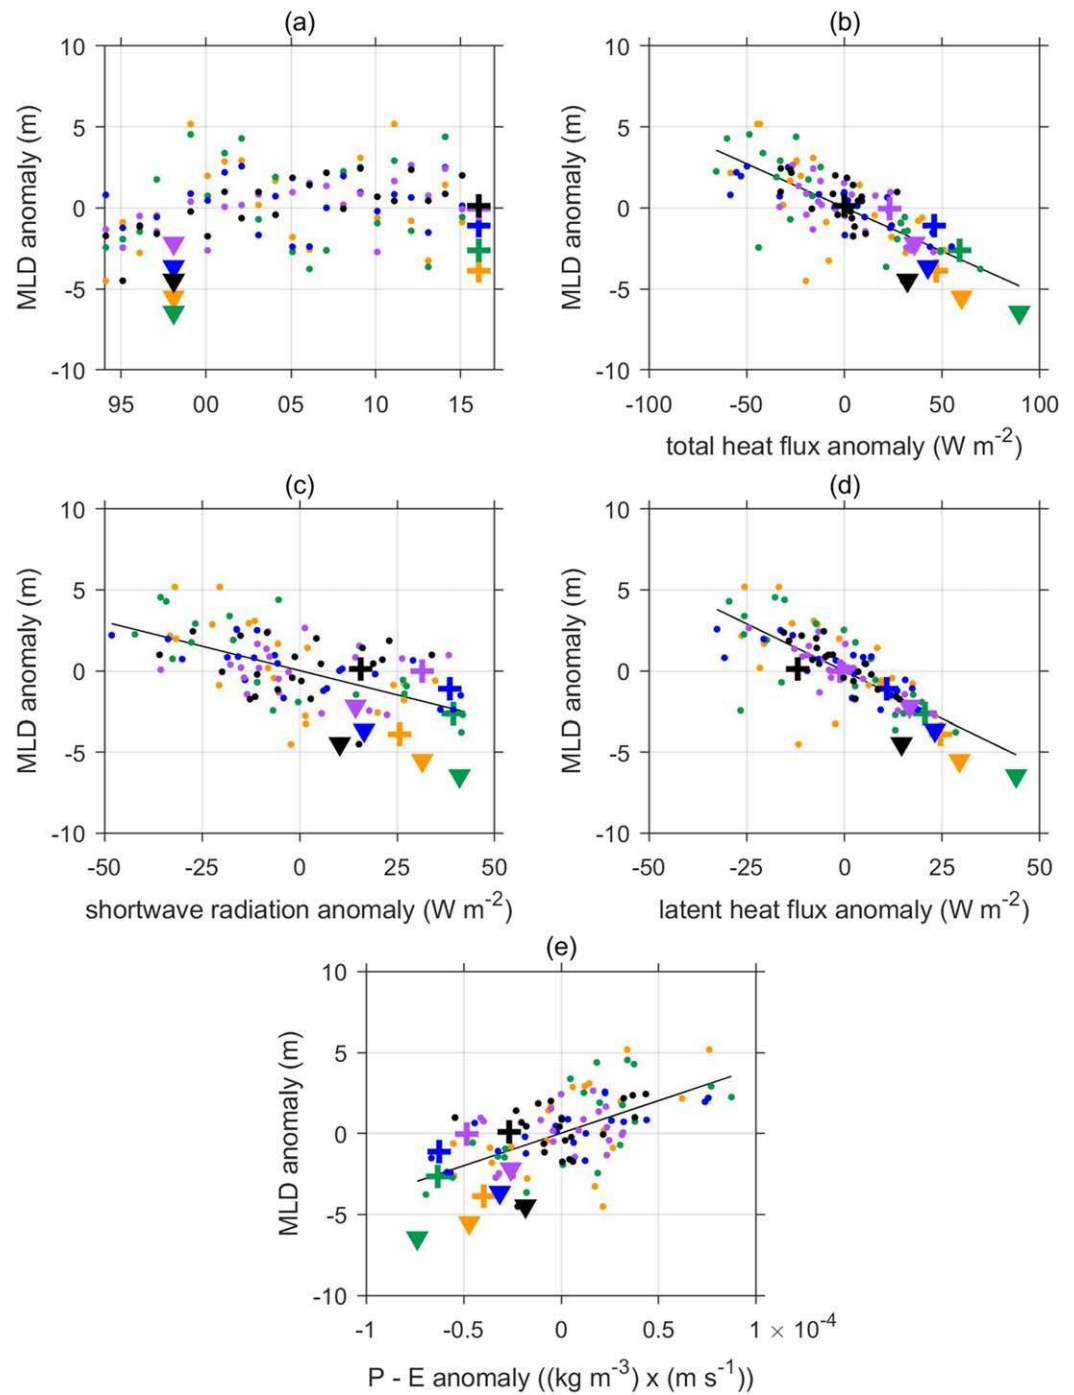 (a)
10
5
0
-5
-10
MLD anomaly (m)
95 00 05 10 15
(b)
10
5
0
-5
-10
MLD anomaly (m)
-100 -50 0 50 100
total heat flux anomaly (W m⁻²)
(c)
10
5
0
-5
-10
MLD anomaly (m)
-50 -25 0 25 50
shortwave radiation anomaly (W m⁻²)
(d)
10
5
0
-5
-10
MLD anomaly (m)
-50 -25 0 25 50
latent heat flux anomaly (W m⁻²)
(e)
10
5
0
-5
-10
MLD anomaly (m)
-1 -0.5 0 0.5 1 × 10⁻⁴
P - E anomaly ((kg m⁻³) x (m s⁻¹))